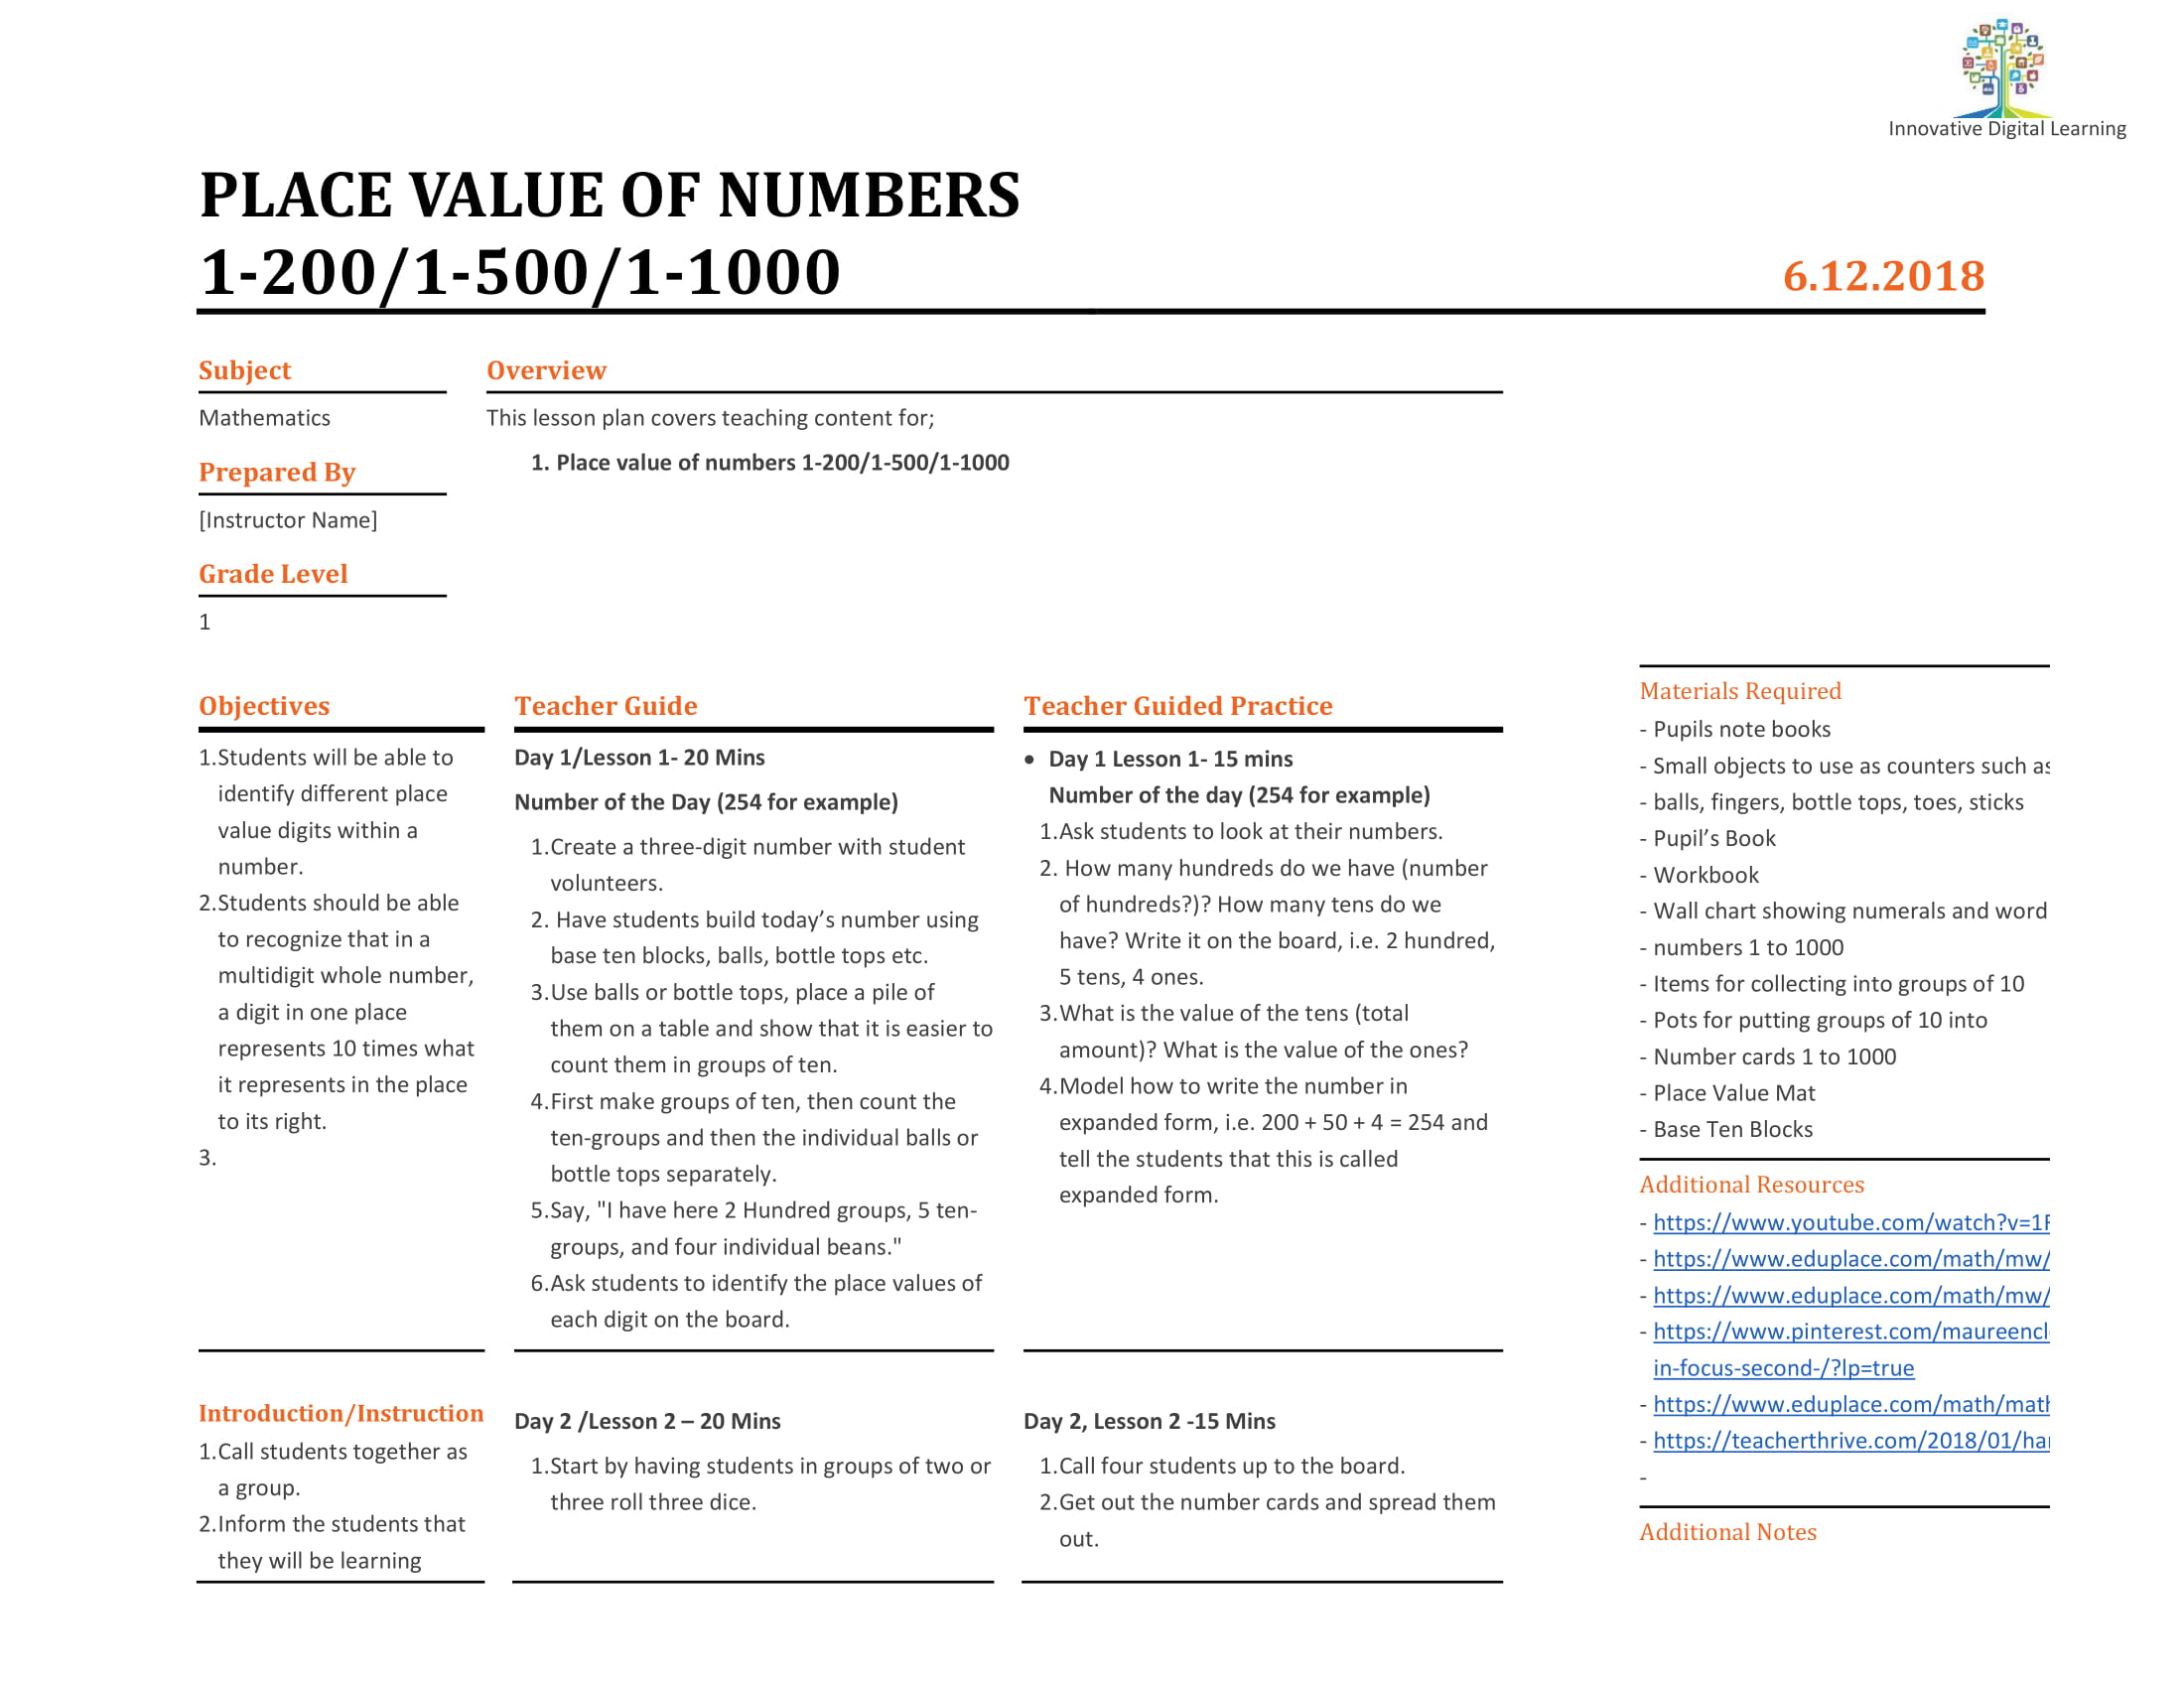 Innovative Digital Learning
PLACE VALUE OF NUMBERS
1-200/1-500/1-1000
6.12.2018
Subject
Mathematics
Prepared By
[Instructor Name]
Grade Level
1
Overview
This lesson plan covers teaching content for;
1. Place value of numbers 1-200/1-500/1-1000
Objectives
1.Students will be able to
identify different place
value digits within a
number.
2.Students should be able
to recognize that in a
multidigit whole number,
a digit in one place
represents 10 times what
it represents in the place
to its right.
3.
Teacher Guide
Day 1/Lesson 1- 20 Mins
Number of the Day (254 for example)
1.Create a three-digit number with student
volunteers.
2. Have students build today’s number using
base ten blocks, balls, bottle tops etc.
3.Use balls or bottle tops, place a pile of
them on a table and show that it is easier to
count them in groups of ten.
4.First make groups of ten, then count the
ten-groups and then the individual balls or
bottle tops separately.
5.Say, "I have here 2 Hundred groups, 5 ten-
groups, and four individual beans."
6.Ask students to identify the place values of
each digit on the board.
Teacher Guided Practice
• Day 1 Lesson 1- 15 mins
Number of the day (254 for example)
1.Ask students to look at their numbers.
2. How many hundreds do we have (number
of hundreds?)? How many tens do we
have? Write it on the board, i.e. 2 hundred,
5 tens, 4 ones.
3.What is the value of the tens (total
amount)? What is the value of the ones?
4.Model how to write the number in
expanded form, i.e. 200 + 50 + 4 = 254 and
tell the students that this is called
expanded form.
Introduction/Instruction
1.Call students together as
a group.
2.Inform the students that
they will be learning
Day 2 /Lesson 2 – 20 Mins
1.Start by having students in groups of two or
three roll three dice.
Day 2, Lesson 2 -15 Mins
1.Call four students up to the board.
2.Get out the number cards and spread them
out.
Materials Required
- Pupils note books
- Small objects to use as counters such as
- balls, fingers, bottle tops, toes, sticks
- Pupil’s Book
- Workbook
- Wall chart showing numerals and word
- numbers 1 to 1000
- Items for collecting into groups of 10
- Pots for putting groups of 10 into
- Number cards 1 to 1000
- Place Value Mat
- Base Ten Blocks
Additional Resources
- https://www.youtube.com/watch?v=1F
- https://www.eduplace.com/math/mw/
- https://www.eduplace.com/math/mw/
- https://www.pinterest.com/maureencl
in-focus-second-/?lp=true
- https://www.eduplace.com/math/math
- https://teacherthrive.com/2018/01/har
-
Additional Notes